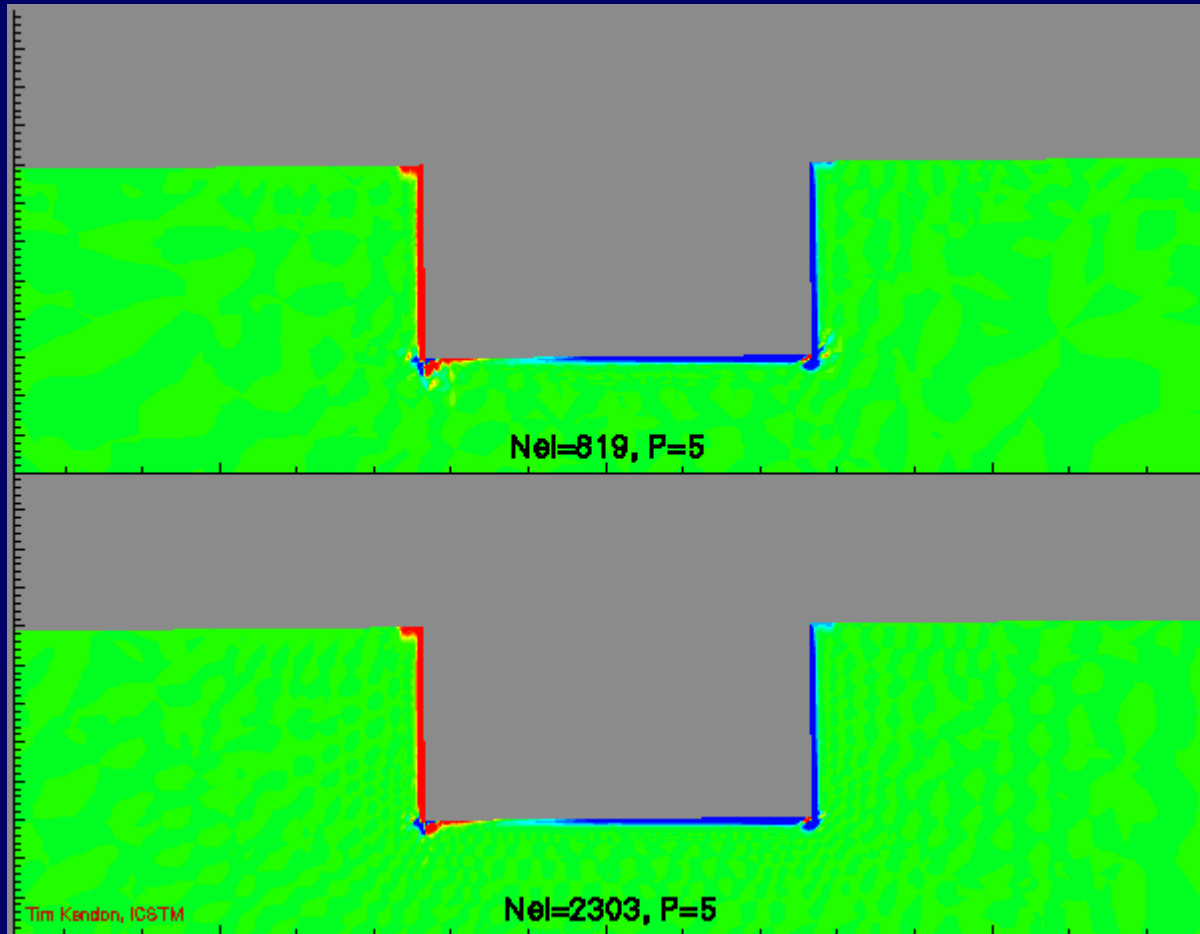 Nel=819, P=5
Nel=2303, P=5
Tim Kendon, ICSTM